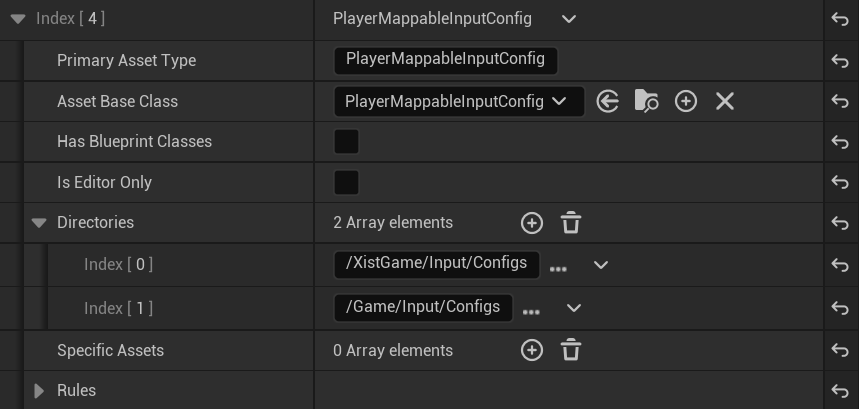 Index [ 4 ] PlayerMappableInputConfig
Primary Asset Type PlayerMappableInputConfig
Asset Base Class PlayerMappableInputConfig
Has Blueprint Classes
Is Editor Only
Directories 2 Array elements
Index [ 0 ] /XistGame/Input/Configs ...
Index [ 1 ] /Game/Input/Configs ...
Specific Assets 0 Array elements
Rules